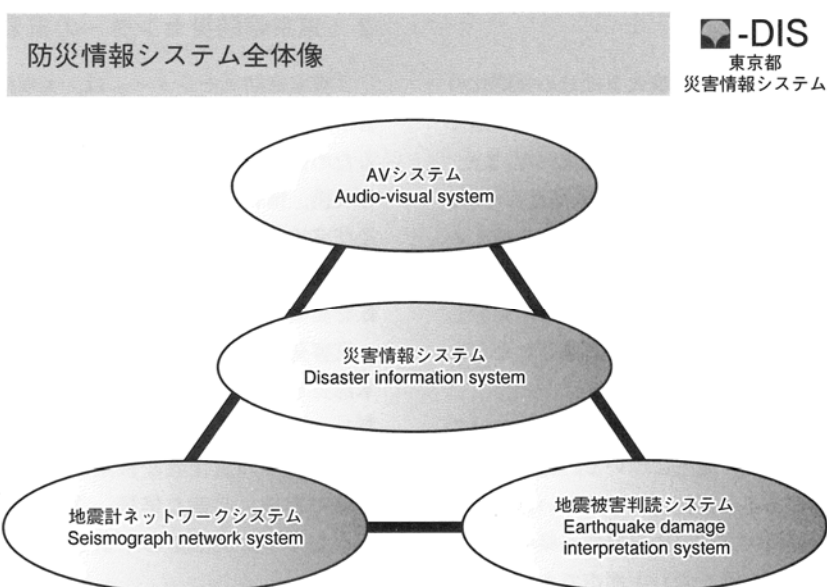 防災情報システム全体像
-DIS
東京都
災害情報システム
AVシステム
Audio-visual system
災害情報システム
Disaster information system
地震計ネットワークシステム
Seismograph network system
地震被害判読システム
Earthquake damage
interpretation system